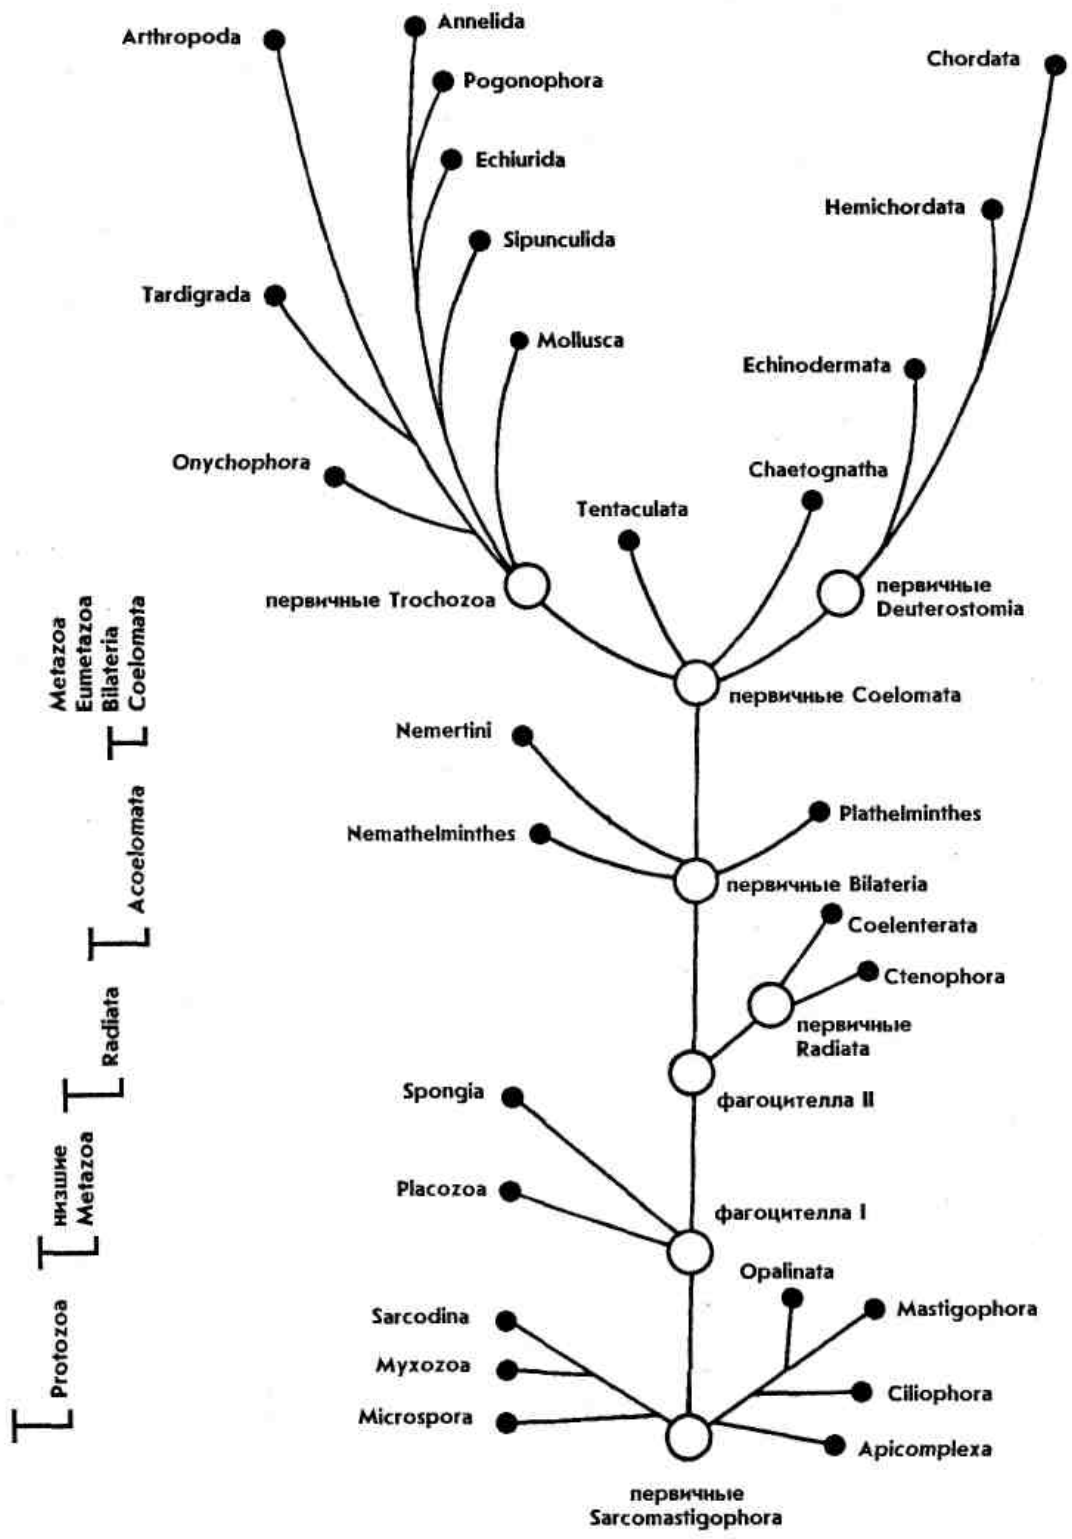 Annelida
Arthropoda
Chordata
Pogonophora
Echiurida
Hemichordata
Sipunculida
Tardigrada
Mollusca
Echinodermata
Onychophora
Chaetognatha
Tentaculata
первичные Trochozoa
первичные
Deuterostomia
Metazoa
Eumetazoa
Bilateria
Coelomata
первичные Coelomata
Nemertini
Plathelminthes
Nemathelminthes
Acoelomata
первичные Bilateria
Coelenterata
Ctenophora
Radiata
первичные
Radiata
Spongia
фагоцителла II
низшие
Metazoa
Placozoa
фагоцителла I
Opalinata
Mastigophora
Sarcodina
Protozoa
Myxozoa
Ciliophora
Microspora
Apicomplexa
первичные
Sarcomastigophora